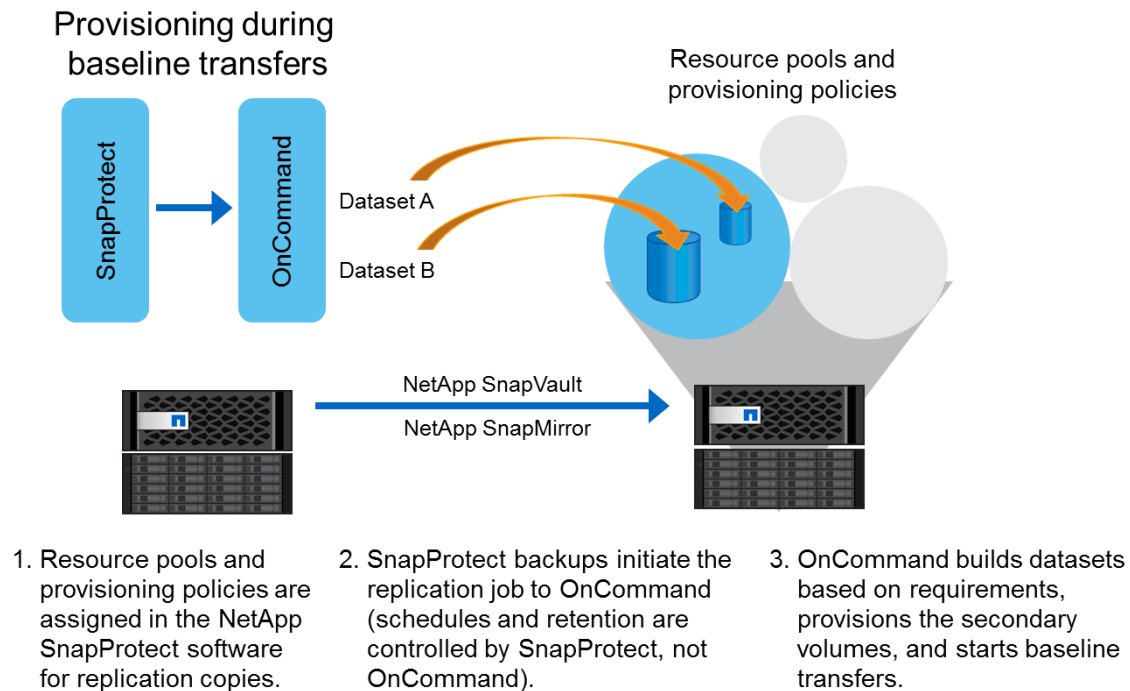 Provisioning during
baseline transfers
Resource pools and
provisioning policies
SnapProtect
OnCommand
Dataset A
Dataset B
NetApp SnapVault
NetApp SnapMirror
1. Resource pools and
provisioning policies are
assigned in the NetApp
SnapProtect software
for replication copies.
2. SnapProtect backups initiate the
replication job to OnCommand
(schedules and retention are
controlled by SnapProtect, not
OnCommand).
3. OnCommand builds datasets
based on requirements,
provisions the secondary
volumes, and starts baseline
transfers.